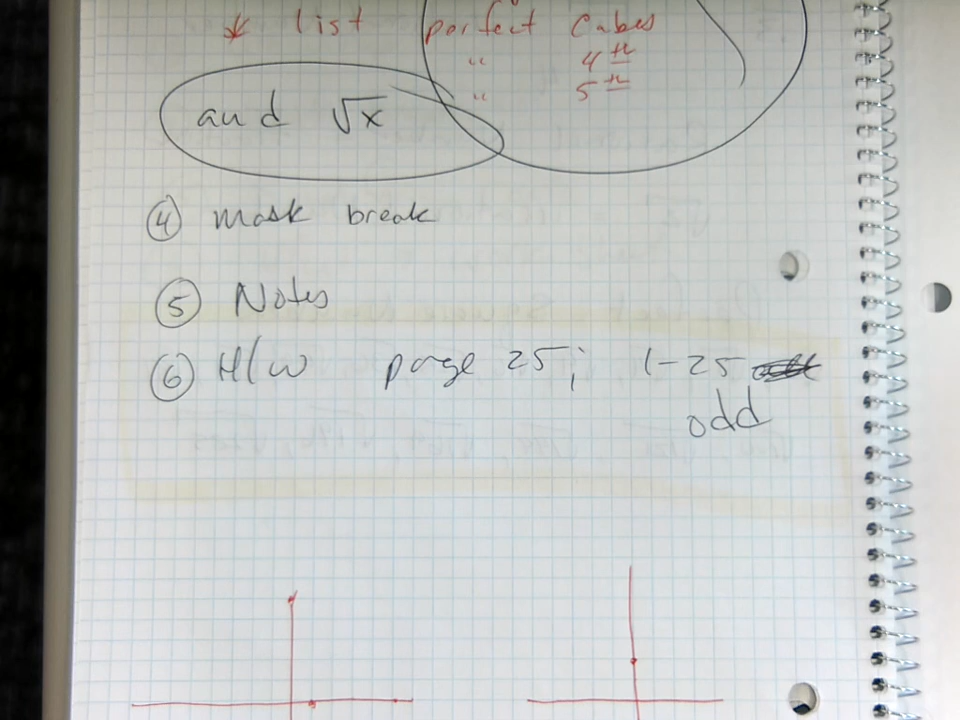 * list perfect cubes
" 4th
" 5th
and √x
④ mask break
⑤ Notes
⑥ H/W page 25; 1-25
odd